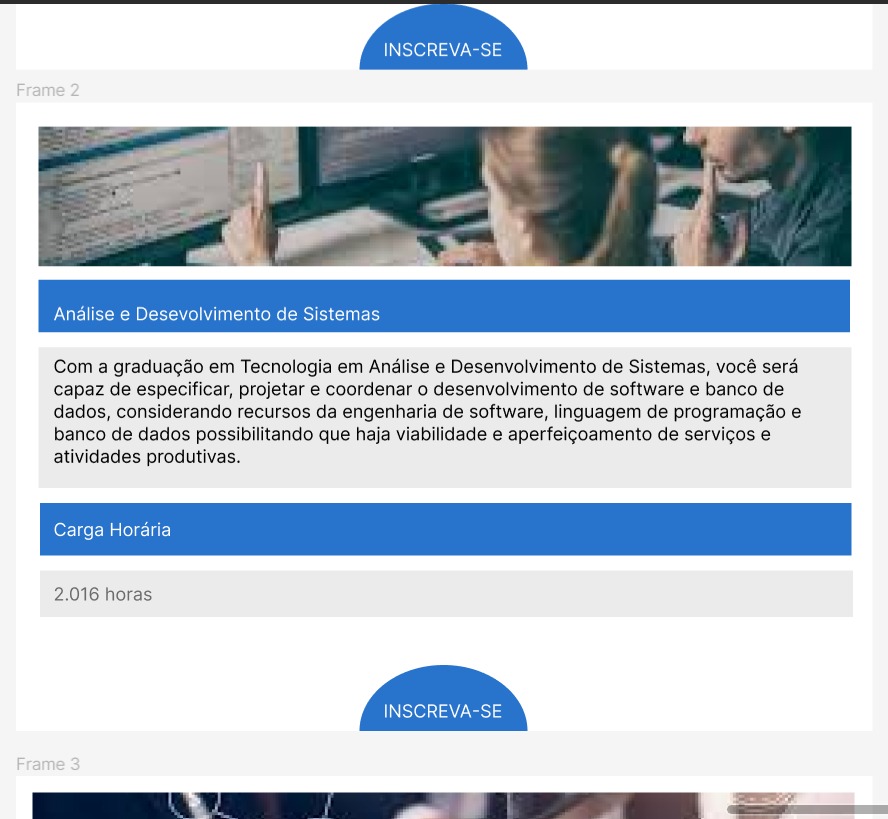 INSCREVA-SE
Frame 2
Análise e Desevolvimento de Sistemas
Com a graduação em Tecnologia em Análise e Desenvolvimento de Sistemas, você será
capaz de especificar, projetar e coordenar o desenvolvimento de software e banco de
dados, considerando recursos da engenharia de software, linguagem de programação e
banco de dados possibilitando que haja viabilidade e aperfeiçoamento de serviços e
atividades produtivas.
Carga Horária
2.016 horas
INSCREVA-SE
Frame 3